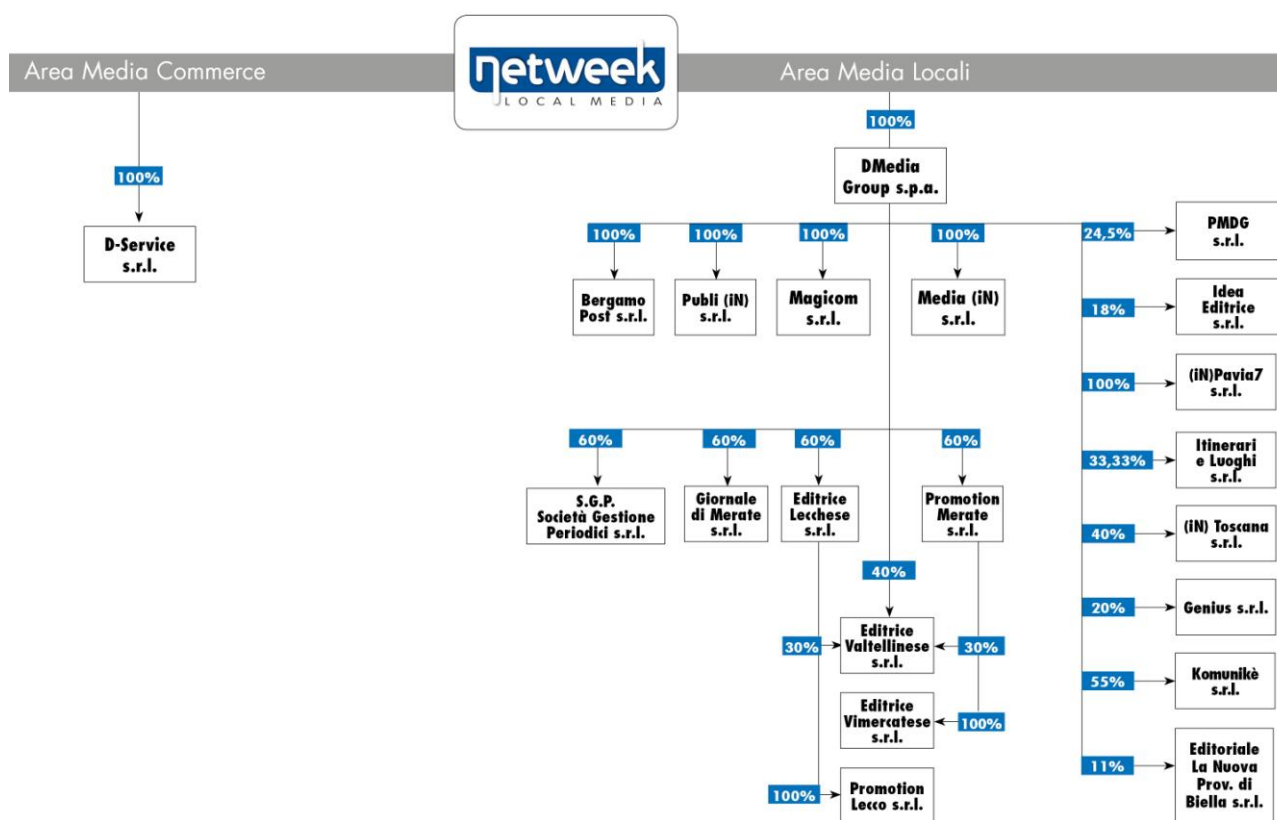 Area Media Commerce
netweek
LOCAL MEDIA
Area Media Locali
100%
DMedia
Group s.p.a.
100%
D-Service
s.r.l.
100%
100%
100%
100%
Bergamo
Post s.r.l.
Publi (iN)
s.r.l.
Magicom
s.r.l.
Media (iN)
s.r.l.
24,5%
PMDG
s.r.l.
18%
Idea
Editrice
s.r.l.
100%
(iN)Pavia7
s.r.l.
33,33%
Itinerari
e Luoghi
s.r.l.
40%
(iN) Toscana
s.r.l.
20%
Genius s.r.l.
55%
Komunikè
s.r.l.
11%
Editoriale
La Nuova
Prov. di
Biella s.r.l.
60%
60%
60%
60%
S.G.P.
Società Gestione
Periodici s.r.l.
Giornale
di Merate
s.r.l.
Editrice
Lecchese
s.r.l.
Promotion
Merate
s.r.l.
40%
30%
Editrice
Valtellinese
s.r.l.
30%
Editrice
Vimercatese
s.r.l.
100%
100%
Promotion
Lecco s.r.l.